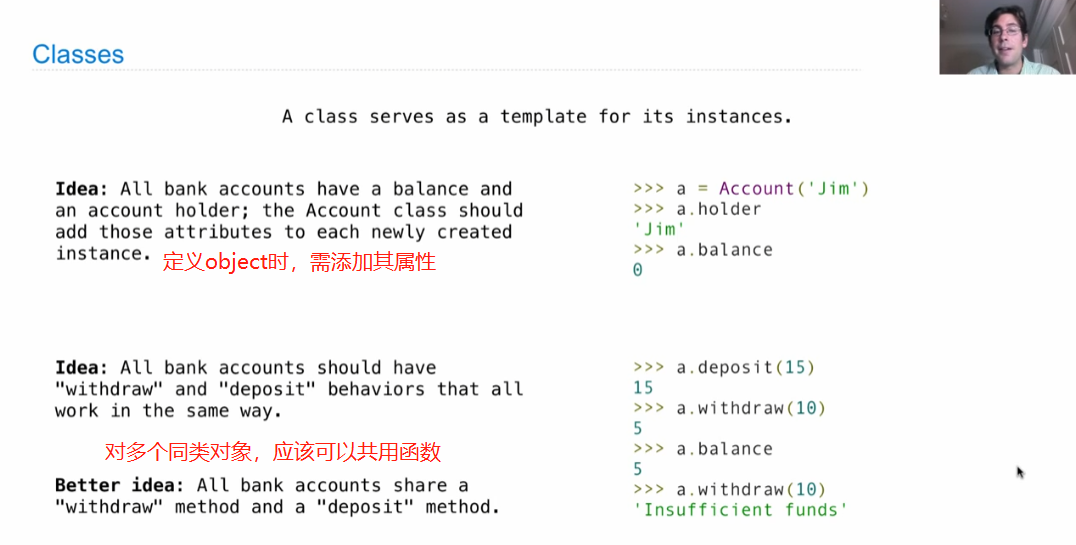 Classes
A class serves as a template for its instances.
Idea: All bank accounts have a balance and
an account holder; the Account class should
add those attributes to each newly created
instance.
定义object时，需添加其属性
>>> a = Account('Jim')
>>> a.holder
'Jim'
>>> a.balance
0
Idea: All bank accounts should have
"withdraw" and "deposit" behaviors that all
work in the same way.
对多个同类对象，应该可以共用函数
Better idea: All bank accounts share a
"withdraw" method and a "deposit" method.
>>> a.deposit(15)
15
>>> a.withdraw(10)
5
>>> a.balance
5
>>> a.withdraw(10)
'Insufficient funds'